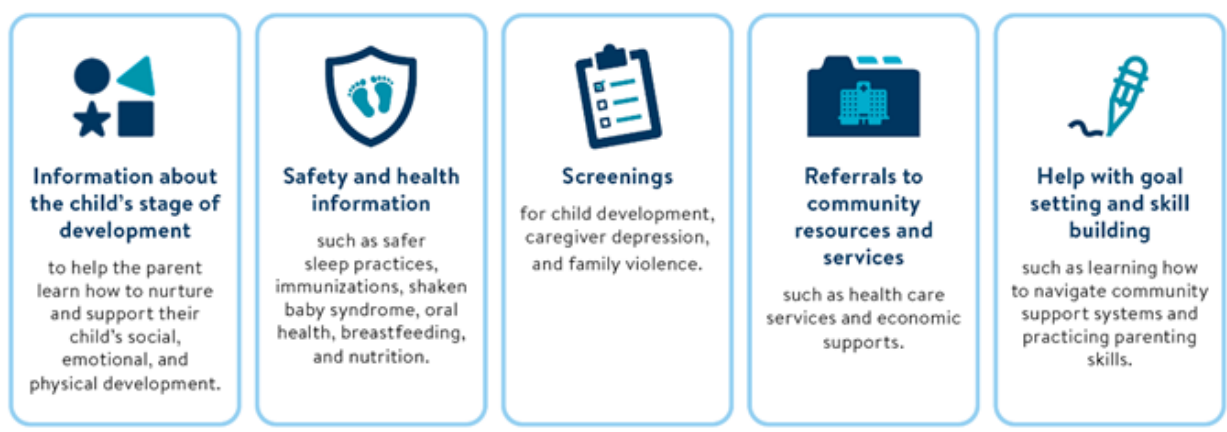 Information about
the child's stage of
development
to help the parent
learn how to nurture
and support their
child's social,
emotional, and
physical development.
Safety and health
information
such as safer
sleep practices,
immunizations, shaken
baby syndrome, oral
health, breastfeeding,
and nutrition.
Screenings
for child development,
caregiver depression,
and family violence.
Referrals to
community
resources and
services
such as health care
services and economic
supports.
Help with goal
setting and skill
building
such as learning how
to navigate community
support systems and
practicing parenting
skills.